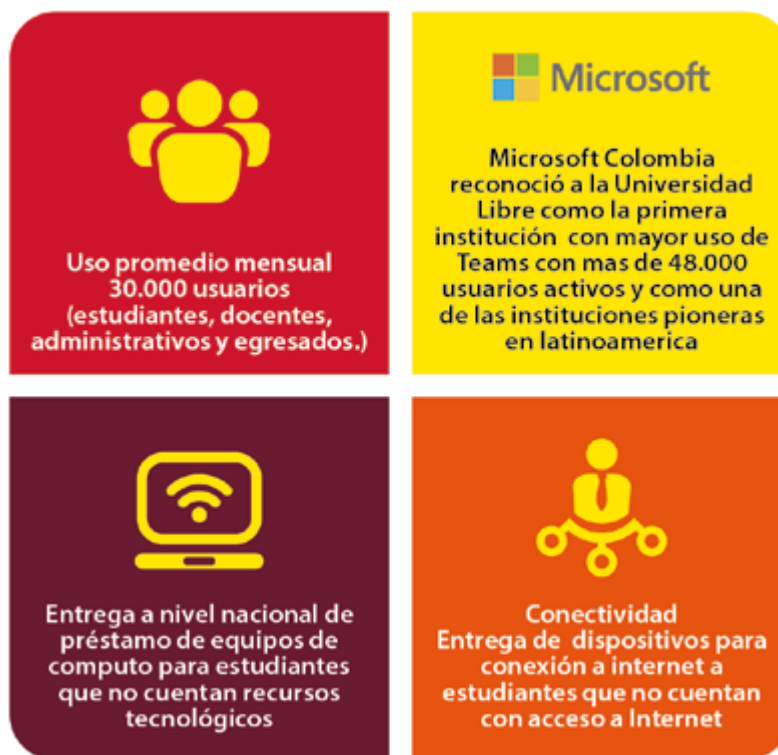 Uso promedio mensual
30.000 usuarios
(estudiantes, docentes,
administrativos y egresados.)
Microsoft
Microsoft Colombia
reconoció a la Universidad
Libre como la primera
institución con mayor uso de
Teams con mas de 48.000
usuarios activos y como una
de las instituciones pioneras
en latinoamerica
Entrega a nivel nacional de
préstamo de equipos de
computo para estudiantes
que no cuentan recursos
tecnológicos
Conectividad
Entrega de dispositivos para
conexión a internet a
estudiantes que no cuentan
con acceso a Internet